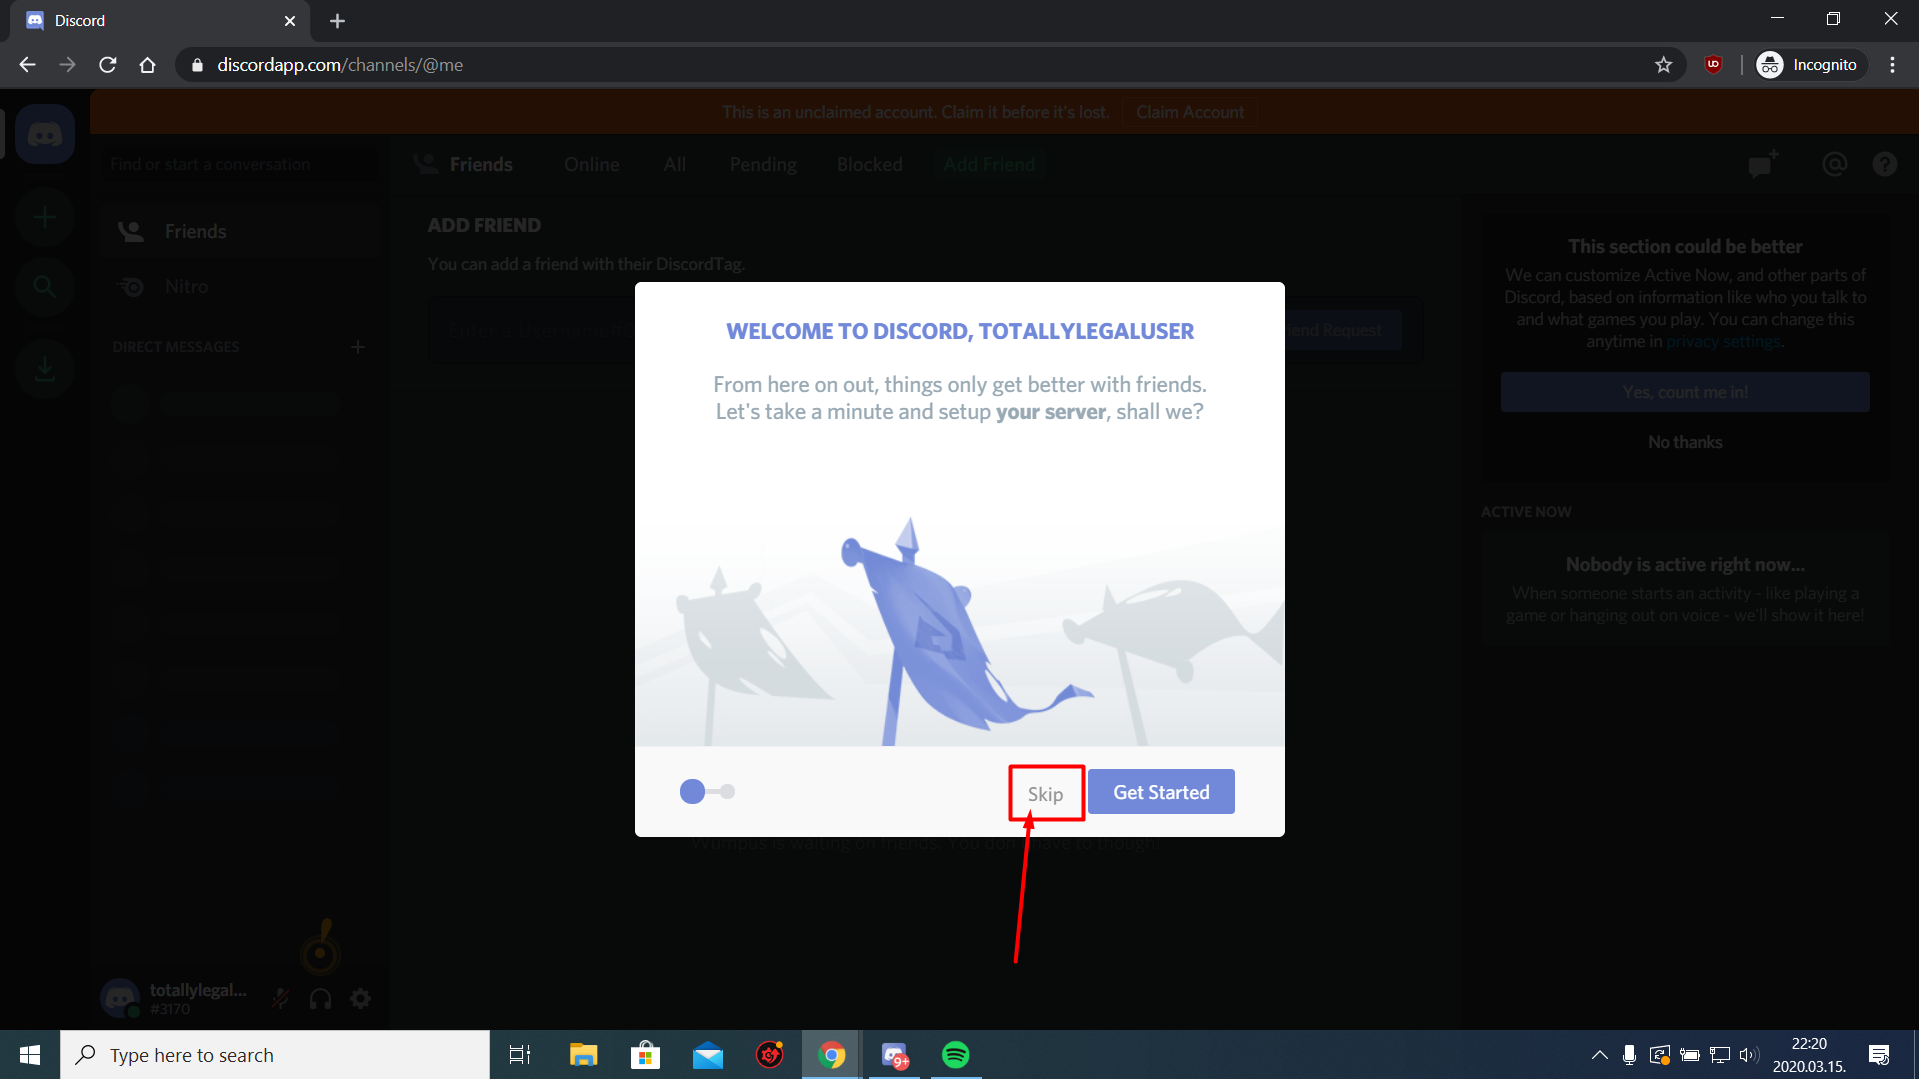 Discord
discordapp.com/channels/@me
Incognito
This is an unclaimed account. Claim it before it's lost.
Claim Account
Find or start a conversation
Friends
Online
All
Pending
Blocked
Add Friend
Friends
Nitro
DIRECT MESSAGES
ADD FRIEND
You can add a friend with their DiscordTag.
end Request
WELCOME TO DISCORD, TOTALLYLEGALUSER
From here on out, things only get better with friends.
Let's take a minute and setup your server, shall we?
Skip
Get Started
Wumpus is waiting on friends. You don't have to though!
This section could be better
We can customize Active Now, and other parts of
Discord, based on information like who you talk to
and what games you play. You can change this
anytime in privacy settings.
Yes, count me in!
No thanks
ACTIVE NOW
Nobody is active right now...
When someone starts an activity - like playing a
game or hanging out on voice - we'll show it here!
totallylegal...
#3170
Type here to search
9+
22:20
2020.03.15.